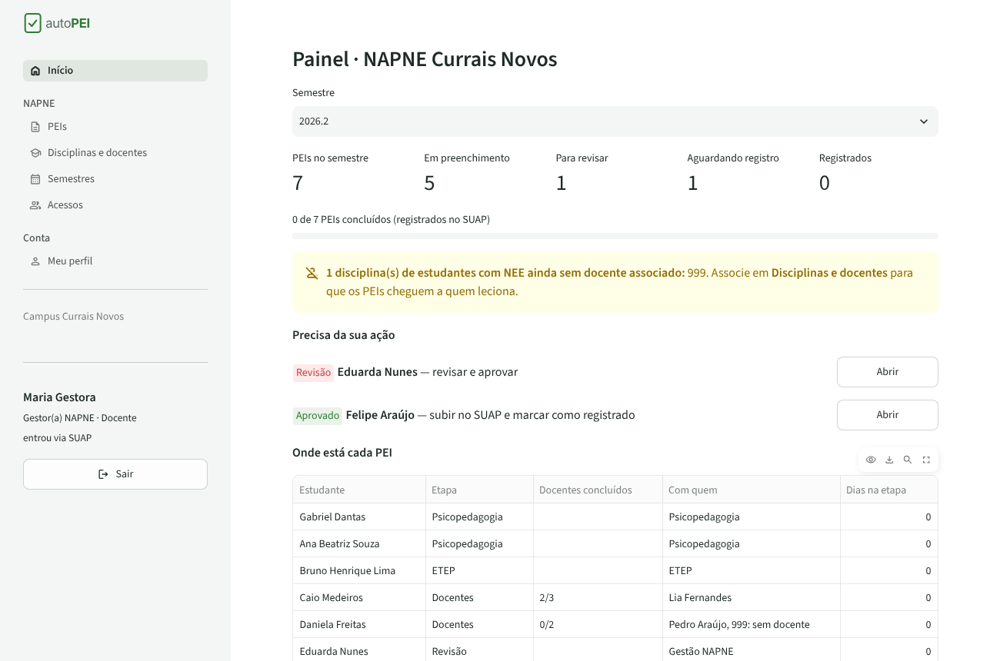 autoPEI
Início
NAPNE
PEIs
Disciplinas e docentes
Semestres
Acessos
Conta
Meu perfil
Campus Currais Novos
Maria Gestora
Gestor(a) NAPNE · Docente
entrou via SUAP
Sair
Painel · NAPNE Currais Novos
Semestre
2026.2
PEIs no semestre Em preenchimento Para revisar Aguardando registro Registrados
7 5 1 1 0
0 de 7 PEIs concluídos (registrados no SUAP)
1 disciplina(s) de estudantes com NEE ainda sem docente associado: 999. Associe em Disciplinas e docentes para
que os PEIs cheguem a quem leciona.
Precisa da sua ação
Revisão Eduarda Nunes — revisar e aprovar Abrir
Aprovado Felipe Araújo — subir no SUAP e marcar como registrado Abrir
Onde está cada PEI
Estudante Etapa Docentes concluídos Com quem Dias na etapa
Gabriel Dantas Psicopedagogia Psicopedagogia 0
Ana Beatriz Souza Psicopedagogia Psicopedagogia 0
Bruno Henrique Lima ETEP ETEP 0
Caio Medeiros Docentes 2/3 Lia Fernandes 0
Daniela Freitas Docentes 0/2 Pedro Araújo, 999: sem docente 0
Eduarda Nunes Revisão Gestão NAPNE 0